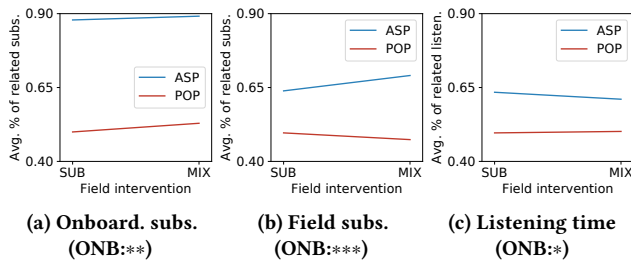 0.90
0.65
0.40
Avg. % of related subs.
ASP
POP
SUB
MIX
Field intervention
(a) Onboard. subs.
(ONB:∗∗)
0.90
0.65
0.40
Avg. % of related subs.
ASP
POP
SUB
MIX
Field intervention
(b) Field subs.
(ONB:∗∗∗)
0.90
0.65
0.40
Avg. % of related listen.
ASP
POP
SUB
MIX
Field intervention
(c) Listening time
(ONB:∗)